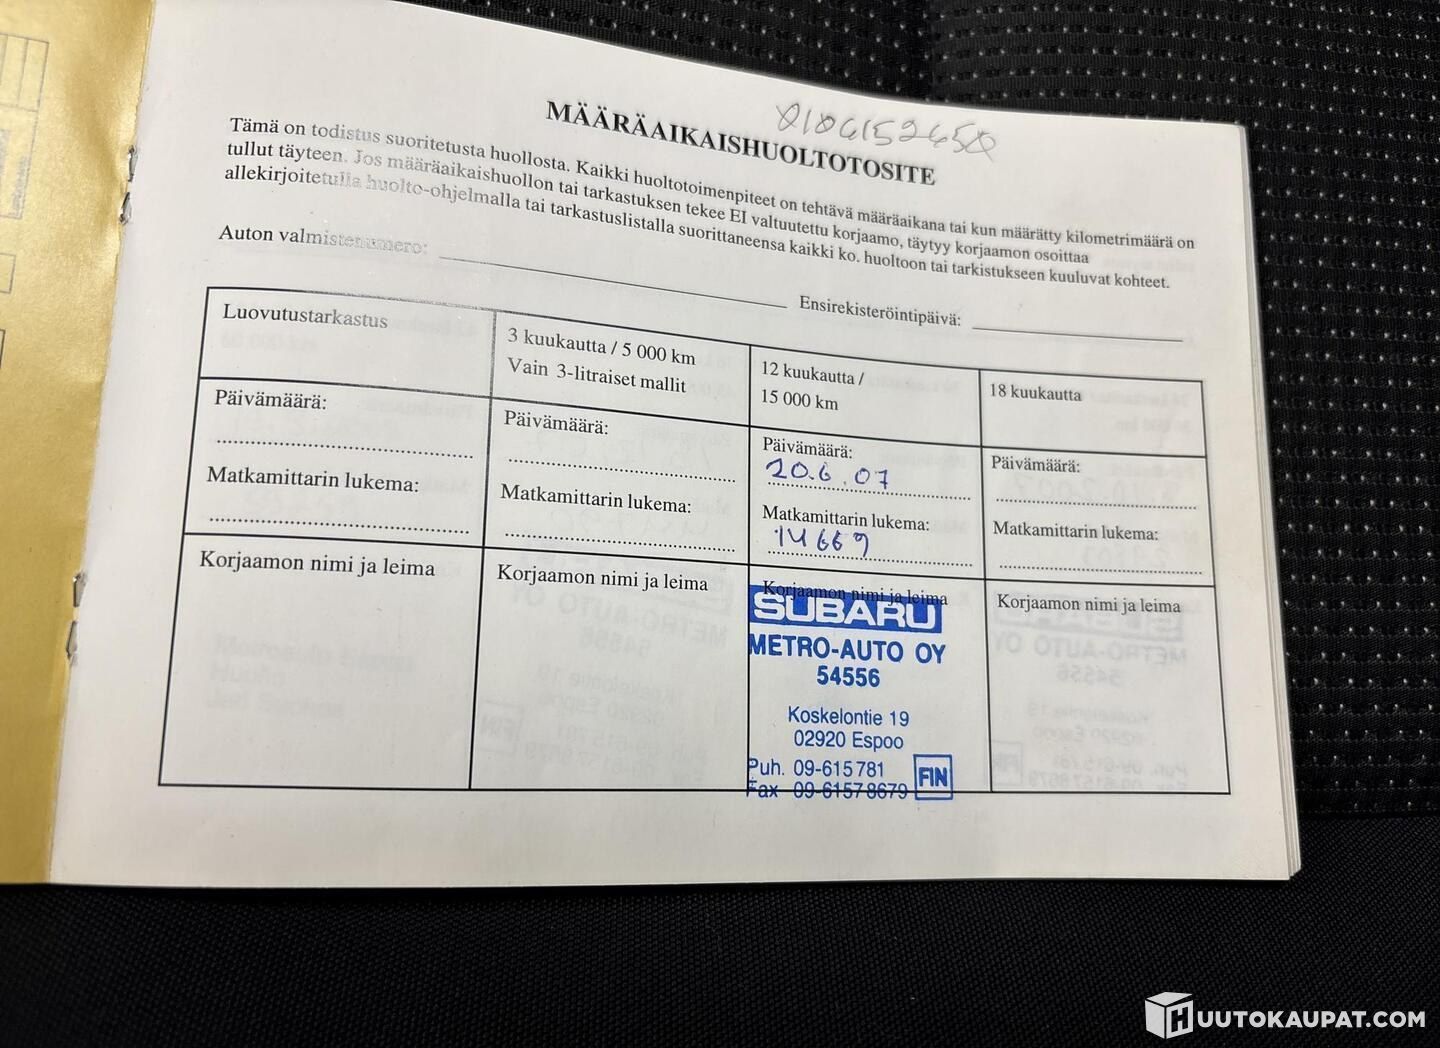 0106152650
MÄÄRÄAIKAISHUOLTOTOSITE
Tämä on todistus suoritetusta huollosta. Kaikki huoltotoimenpiteet on tehtävä määräaikana tai kun määrätty kilometrimäärä on
tullut täyteen. Jos määräaikaishuollon tai tarkastuksen tekee EI valtuutettu korjaamo, täytyy korjaamon osoittaa
allekirjoitetulla huolto-ohjelmalla tai tarkastuslistalla suorittaneensa kaikki ko. huoltoon tai tarkistukseen kuuluvat kohteet.
Auton valmistenumero:
Ensirekisteröintipäivä:
Luovutustarkastus
Päivämäärä:
Matkamittarin lukema:
Korjaamon nimi ja leima
3 kuukautta / 5 000 km
Vain 3-litraiset mallit
Päivämäärä:
Matkamittarin lukema:
Korjaamon nimi ja leima
12 kuukautta /
15 000 km
Päivämäärä:
20.6.07
Matkamittarin lukema:
14669
Korjaamon nimi ja leima
SUBARU
METRO-AUTO OY
54556
Koskelontie 19
02920 Espoo
Puh. 09-615 781
Fax 09-6157 8679
FIN
18 kuukautta
Päivämäärä:
Matkamittarin lukema:
Korjaamon nimi ja leima
HUUTOKAUPAT.COM